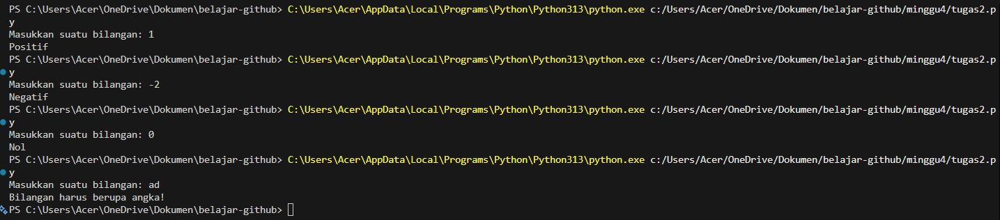 PS C:\Users\Acer\OneDrive\Dokumen\belajar-github> C:\Users\Acer\AppData\Local\Programs\Python\Python313\python.exe c:/Users/Acer/OneDrive/Dokumen/belajar-github/minggu4/tugas2.p
y
Masukkan suatu bilangan: 1
Positif
PS C:\Users\Acer\OneDrive\Dokumen\belajar-github> C:\Users\Acer\AppData\Local\Programs\Python\Python313\python.exe c:/Users/Acer/OneDrive/Dokumen/belajar-github/minggu4/tugas2.p
y
Masukkan suatu bilangan: -2
Negatif
PS C:\Users\Acer\OneDrive\Dokumen\belajar-github> C:\Users\Acer\AppData\Local\Programs\Python\Python313\python.exe c:/Users/Acer/OneDrive/Dokumen/belajar-github/minggu4/tugas2.p
y
Masukkan suatu bilangan: 0
Nol
PS C:\Users\Acer\OneDrive\Dokumen\belajar-github> C:\Users\Acer\AppData\Local\Programs\Python\Python313\python.exe c:/Users/Acer/OneDrive/Dokumen/belajar-github/minggu4/tugas2.p
y
Masukkan suatu bilangan: ad
Bilangan harus berupa angka!
PS C:\Users\Acer\OneDrive\Dokumen\belajar-github>